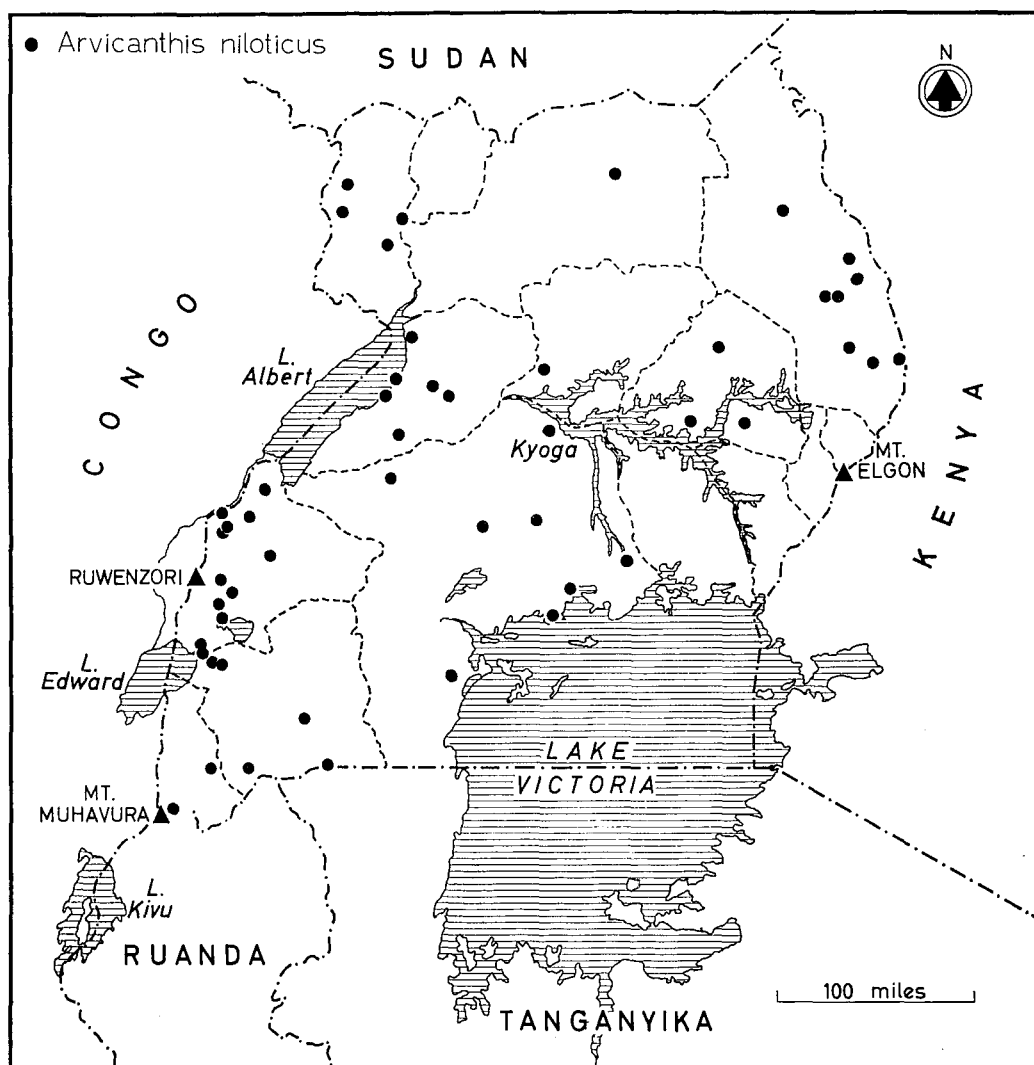 Arvicanthis niloticus
SUDAN
N
CONGO
L.
Albert
Kyoga
MT.
ELGON
KENYA
RUWENZORI
L.
Edward
LAKE
VICTORIA
MT.
MUHAVURA
L.
Kivu
RUANDA
100 miles
TANGANYIKA